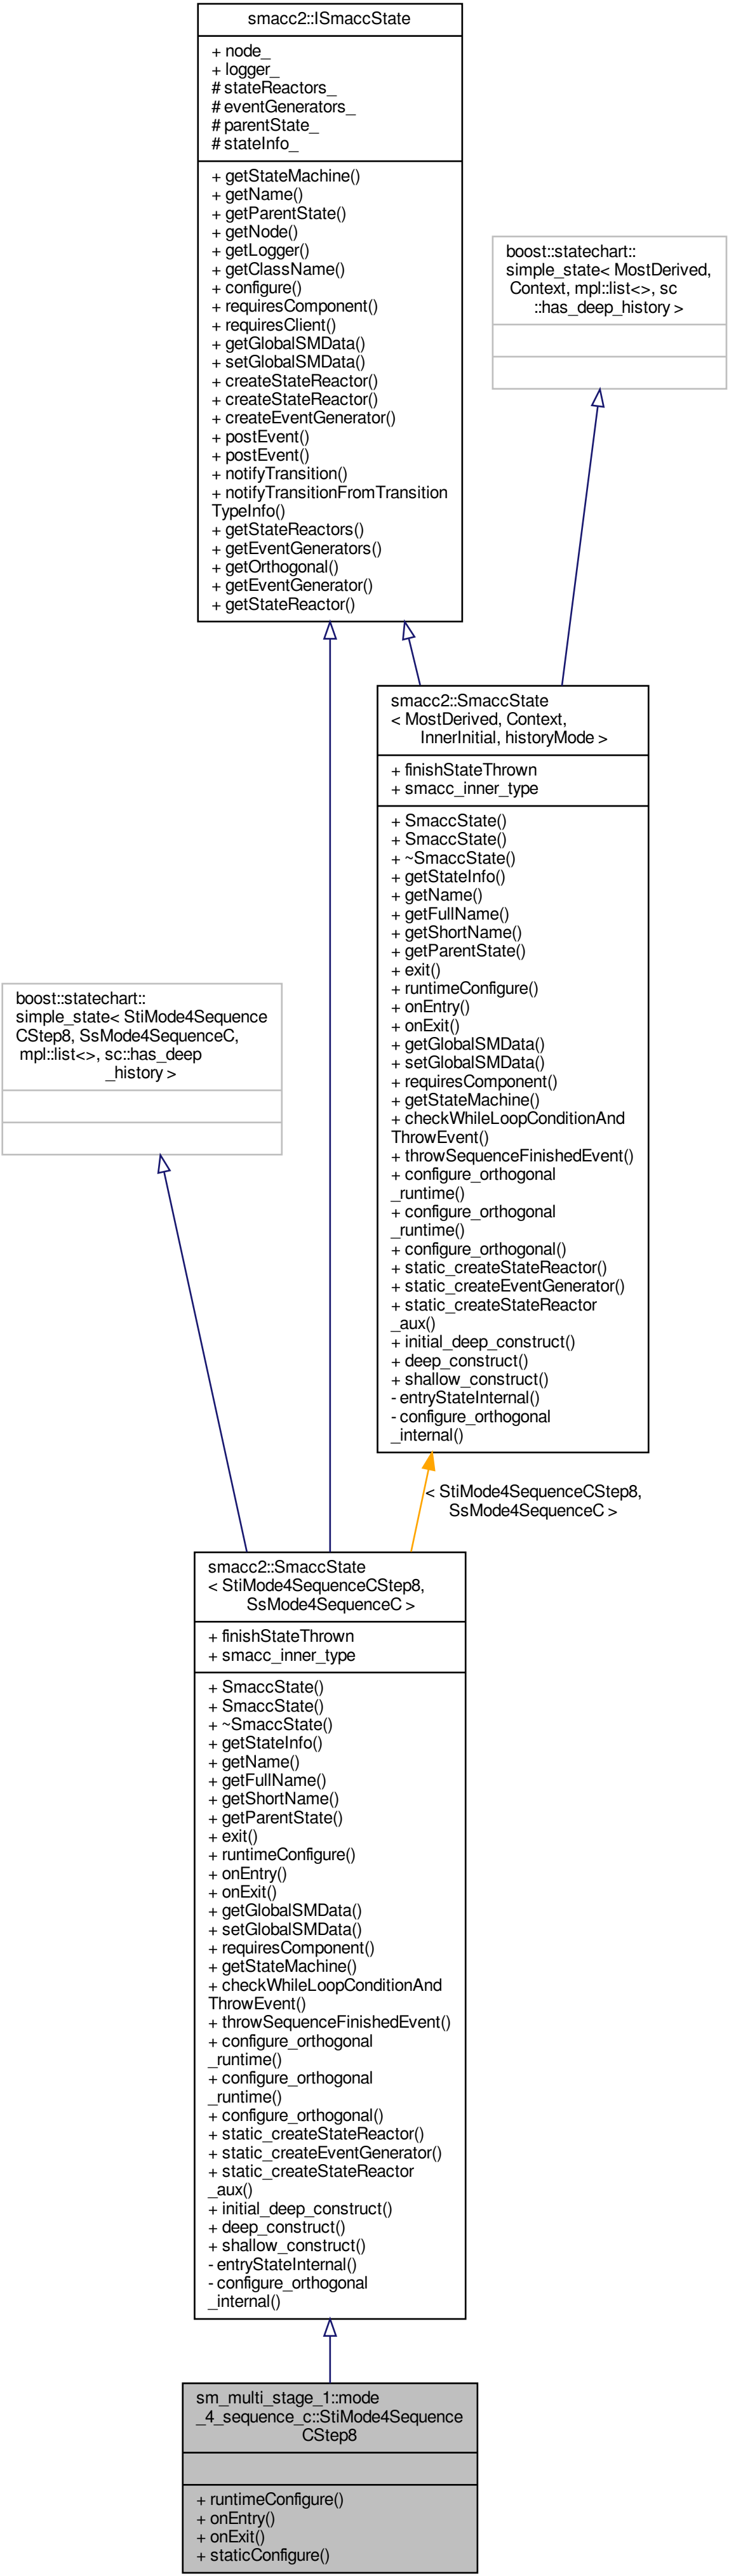 smacc2::ISmaccState
+ node_
+ logger_
# stateReactors_
# eventGenerators_
# parentState_
# stateInfo_
+ getStateMachine()
+ getName()
+ getParentState()
+ getNode()
+ getLogger()
+ getClassName()
+ configure()
+ requiresComponent()
+ requiresClient()
+ getGlobalSMData()
+ setGlobalSMData()
+ createStateReactor()
+ createStateReactor()
+ createEventGenerator()
+ postEvent()
+ postEvent()
+ notifyTransition()
+ notifyTransitionFromTransition
TypeInfo()
+ getStateReactors()
+ getEventGenerators()
+ getOrthogonal()
+ getEventGenerator()
+ getStateReactor()
boost::statechart::
simple_state< MostDerived,
Context, mpl::list<>, sc
::has_deep_history >
smacc2::SmaccState
< MostDerived, Context,
InnerInitial, historyMode >
+ finishStateThrown
+ smacc_inner_type
+ SmaccState()
+ SmaccState()
+ ~SmaccState()
+ getStateInfo()
+ getName()
+ getFullName()
+ getShortName()
+ getParentState()
+ exit()
+ runtimeConfigure()
+ onEntry()
+ onExit()
+ getGlobalSMData()
+ setGlobalSMData()
+ requiresComponent()
+ getStateMachine()
+ checkWhileLoopConditionAnd
ThrowEvent()
+ throwSequenceFinishedEvent()
+ configure_orthogonal
_runtime()
+ configure_orthogonal
_runtime()
+ configure_orthogonal()
+ static_createStateReactor()
+ static_createEventGenerator()
+ static_createStateReactor
_aux()
+ initial_deep_construct()
+ deep_construct()
+ shallow_construct()
- entryStateInternal()
- configure_orthogonal
_internal()
boost::statechart::
simple_state< StiMode4Sequence
CStep8, SsMode4SequenceC,
mpl::list<>, sc::has_deep
_history >
< StiMode4SequenceCStep8,
SsMode4SequenceC >
smacc2::SmaccState
< StiMode4SequenceCStep8,
SsMode4SequenceC >
+ finishStateThrown
+ smacc_inner_type
+ SmaccState()
+ SmaccState()
+ ~SmaccState()
+ getStateInfo()
+ getName()
+ getFullName()
+ getShortName()
+ getParentState()
+ exit()
+ runtimeConfigure()
+ onEntry()
+ onExit()
+ getGlobalSMData()
+ setGlobalSMData()
+ requiresComponent()
+ getStateMachine()
+ checkWhileLoopConditionAnd
ThrowEvent()
+ throwSequenceFinishedEvent()
+ configure_orthogonal
_runtime()
+ configure_orthogonal
_runtime()
+ configure_orthogonal()
+ static_createStateReactor()
+ static_createEventGenerator()
+ static_createStateReactor
_aux()
+ initial_deep_construct()
+ deep_construct()
+ shallow_construct()
- entryStateInternal()
- configure_orthogonal
_internal()
sm_multi_stage_1::mode
_4_sequence_c::StiMode4Sequence
CStep8
+ runtimeConfigure()
+ onEntry()
+ onExit()
+ staticConfigure()